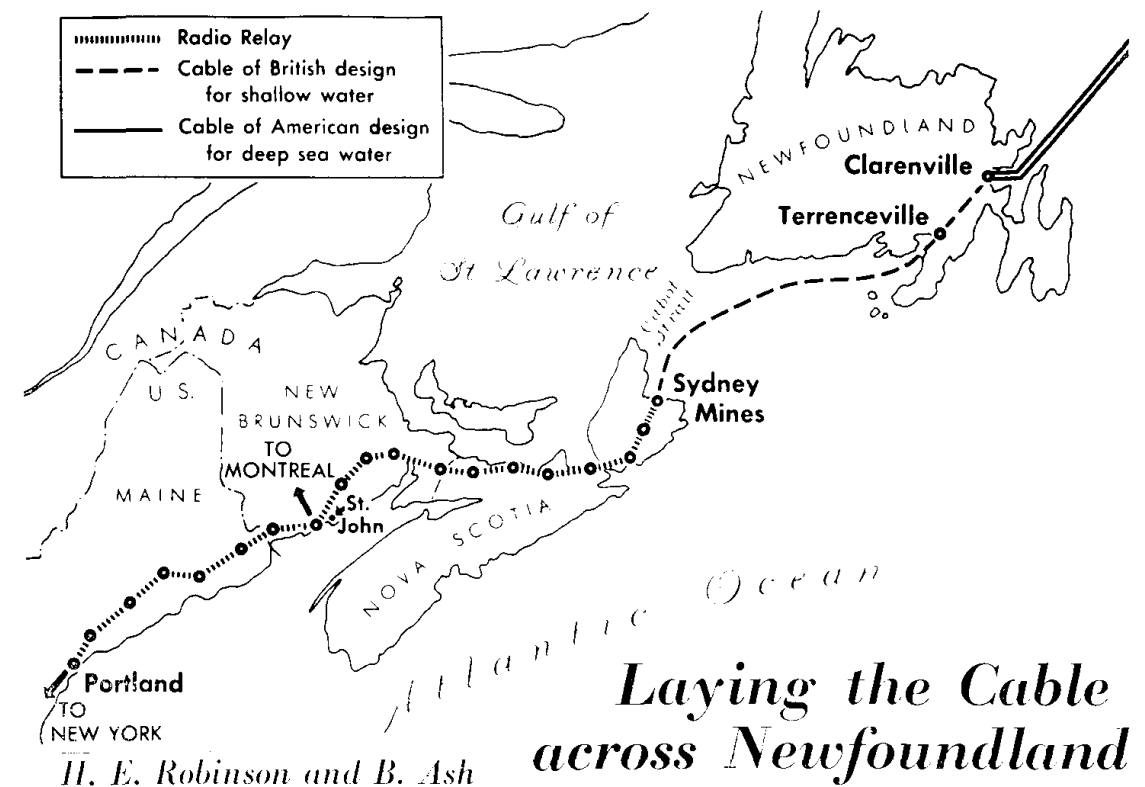 Radio Relay
Cable of British design
for shallow water
Cable of American design
for deep sea water
NEWFOUNDLAND
Clarenville
Terrenceville
Gulf of
St Lawrence
Cabot
Strait
CANADA
U. S.
NEW
BRUNSWICK
Sydney
Mines
TO
MONTREAL
MAINE
St.
John
NOVA SCOTIA
Atlantic Ocean
Portland
TO
NEW YORK
Laying the Cable
across Newfoundland
H. E. Robinson and B. Ash